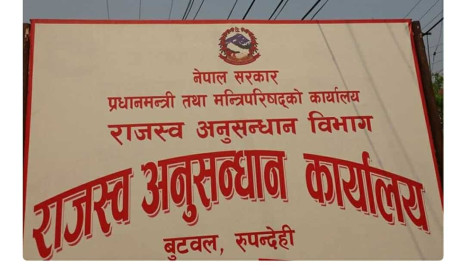 नेपाल सरकार
प्रधानमन्त्री तथा मन्त्रिपरिषद्को कार्यालय
राजस्व अनुसन्धान विभाग
राजस्व अनुसन्धान कार्यालय
बुटवल, रुपन्देही